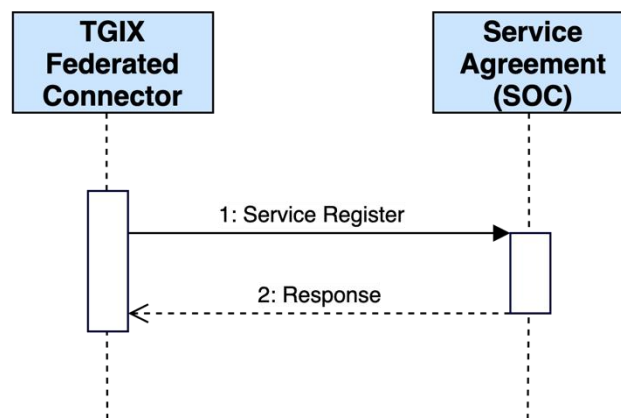 TGIX
Federated
Connector
Service
Agreement
(SOC)
1: Service Register
2: Response